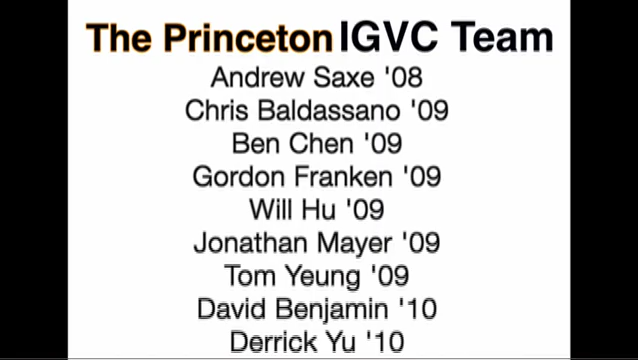 The Princeton IGVC Team
Andrew Saxe '08
Chris Baldassano '09
Ben Chen '09
Gordon Franken '09
Will Hu '09
Jonathan Mayer '09
Tom Yeung '09
David Benjamin '10
Derrick Yu '10